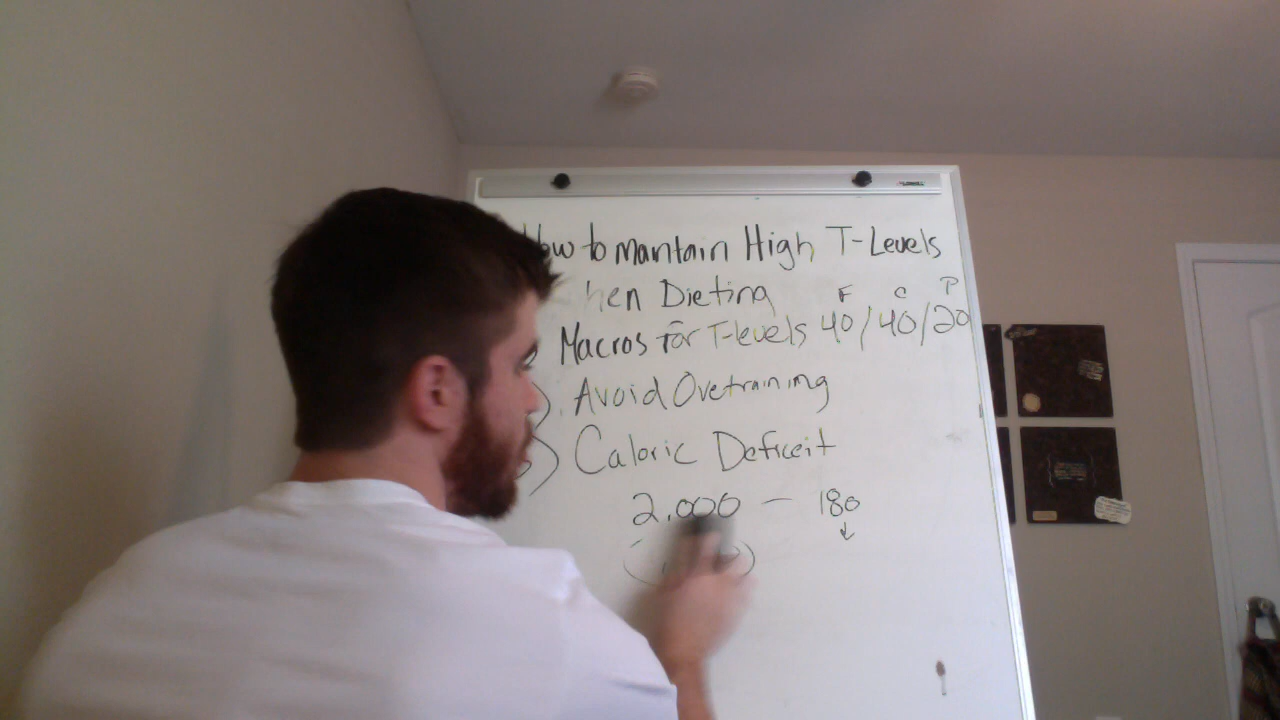 How to mantain High T-Levels
hen Dieting
F C P
Macros for T-levels 40/40/20
Avoid Overtraining
Caloric Deficeit
2,000 - 180